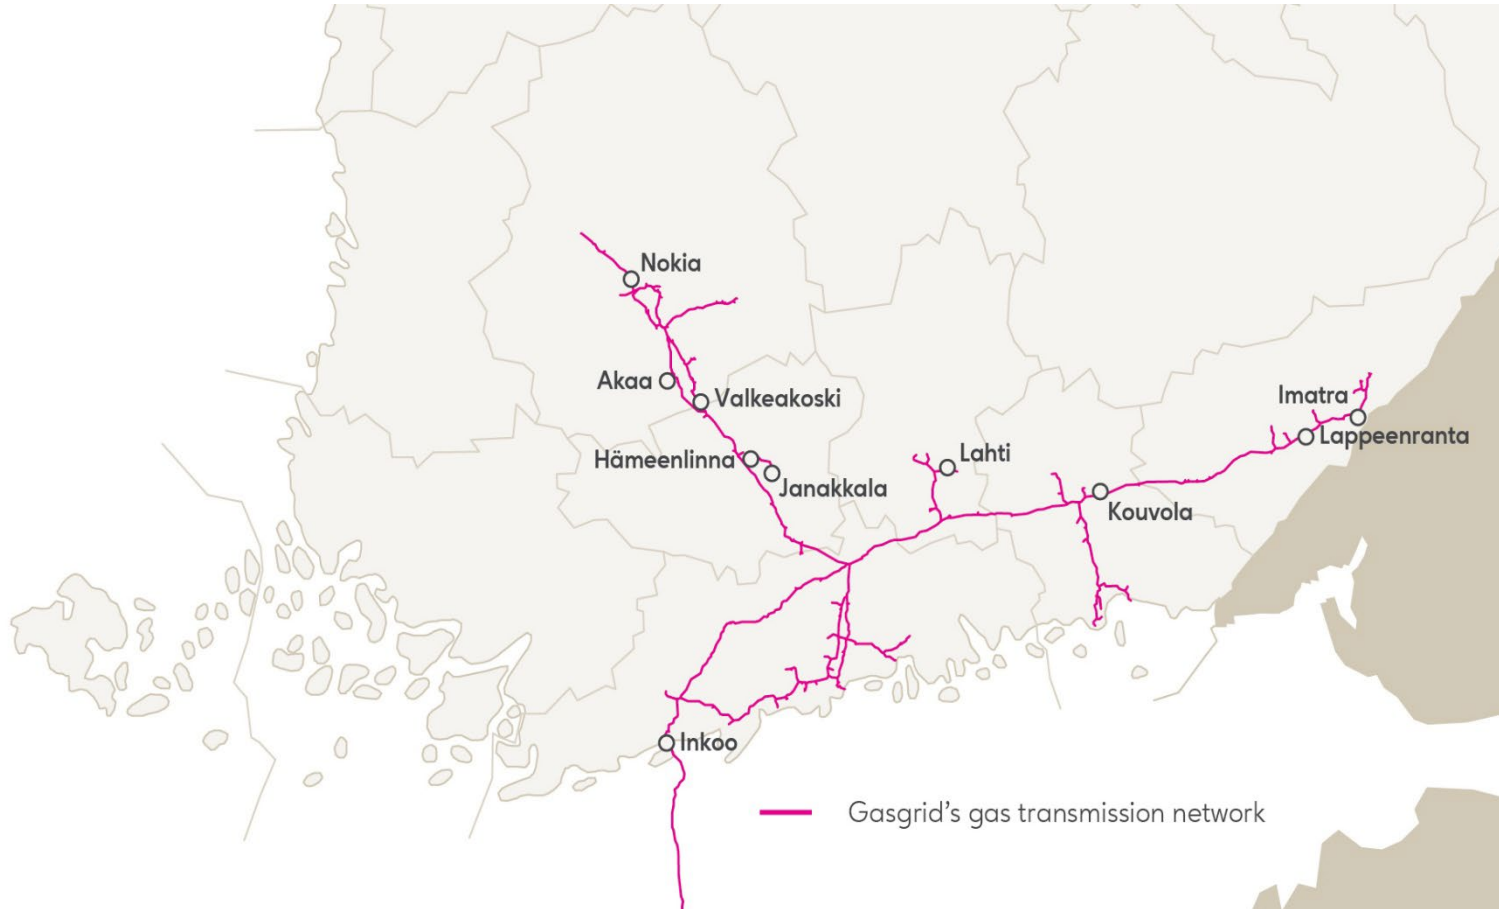 Nokia
Akaa
Valkeakoski
Imatra
Lappeenranta
Hämeenlinna
Lahti
Janakkala
Kouvola
Inkoo
Gasgrid's gas transmission network